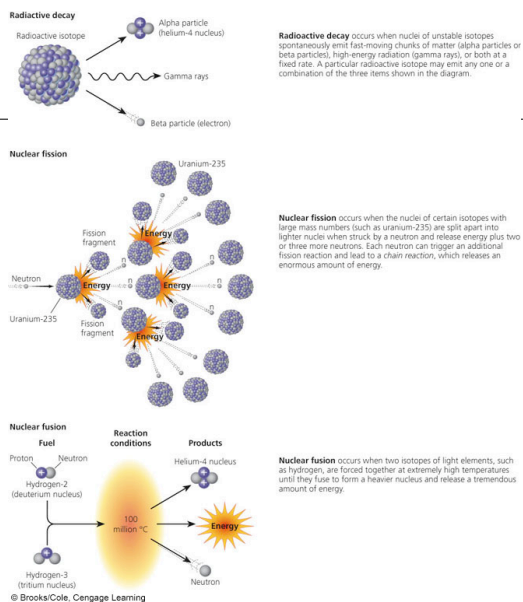 Radiactive decay
Radioactive isotope
Alpha particle
(helium-4 nucleus)
Gamma rays
Beta particle (electron)
Radioactive decay occurs when nuclei of unstable isotopes
spontaneously emit fast-moving chunks of matter (alpha particles or
beta particles), high-energy radiation (gamma rays), or both at a
fixed rate. A particular radioactive isotope may emit any one or a
combination of the three items shown in the diagram.
Nuclear fission
Uranium-235
Energy
Fission
fragment
n
n
Neutron
Energy
n
Energy
n
Uranium-235
n
n
Fission
fragment
Energy
Nuclear fission occurs when the nuclei of certain isotopes with
large mass numbers (such as uranium-235) are split apart into
lighter nuclei when struck by a neutron and release energy plus two
or three more neutrons. Each neutron can trigger an additional
fission reaction and lead to a chain reaction, which releases an
enormous amount of energy.
Nuclear fusion
Fuel
Reaction
conditions
Products
Proton
Neutron
Hydrogen-2
(deuterium nucleus)
Helium-4 nucleus
100
million °C
Energy
Hydrogen-3
(tritium nucleus)
Neutron
Nuclear fusion occurs when two isotopes of light elements, such
as hydrogen, are forced together at extremely high temperatures
until they fuse to form a heavier nucleus and release a tremendous
amount of energy.
© Brooks/Cole, Cengage Learning